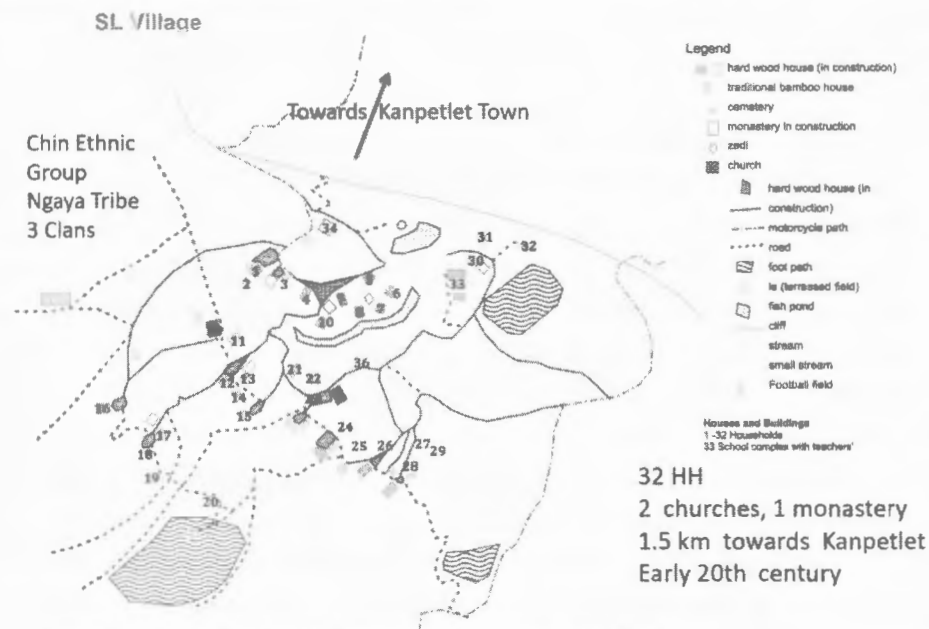 SL Village
Towards Kanpetlet Town
Chin Ethnic
Group
Ngaya Tribe
3 Clans
Legend
hard wood house (in construction)
traditional bamboo house
cemetery
monastery in construction
zedi
church
hard wood house (in
construction)
motorcycle path
road
foot path
le (terrassed field)
fish pond
cliff
stream
small stream
Football field
Houses and Buildings
1 -32 Households
33 School complex with teachers'
32 HH
2 churches, 1 monastery
1.5 km towards Kanpetlet
Early 20th century
34
31
32
30
33
2
3
6
20
11
12
13
14
15
16
17
18
19
20
21
22
36
24
25
26
27
29
28